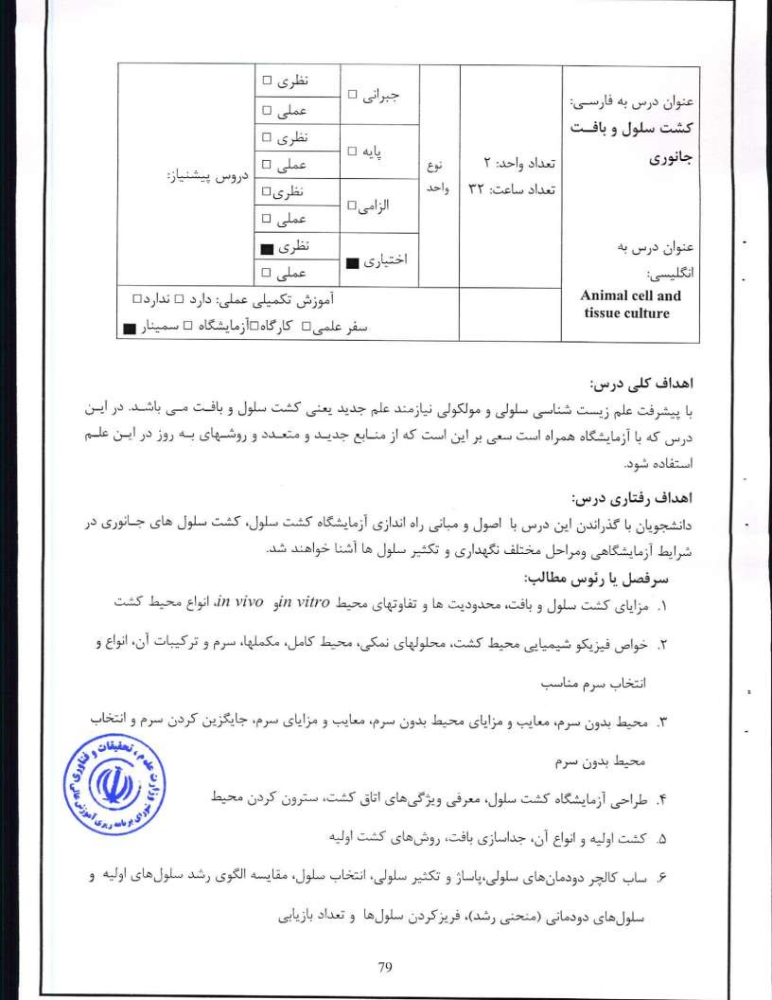 عنوان درس به فارسی:
کشت سلول و بافت
جانوری
عنوان درس به
انگلیسی:
Animal cell and
tissue culture
تعداد واحد: ۲
تعداد ساعت: ۳۲
نوع
واحد
جبرانی □
نظری □
عملی □
پایه □
نظری □
عملی □
الزامی□
نظری□
عملی □
اختیاری ■
نظری ■
عملی □
دروس پیشنیاز:
آموزش تکمیلی عملی: دارد □ ندارد□
سفر علمی□ کارگاه□آزمایشگاه □ سمینار ■
اهداف کلی درس:
با پیشرفت علم زیست شناسی سلولی و مولکولی نیازمند علم جدید یعنی کشت سلول و بافت می باشد. در این
درس که با آزمایشگاه همراه است سعی بر این است که از منابع جدید و متعدد و روشهای به روز در این علم
استفاده شود.
اهداف رفتاری درس:
دانشجویان با گذراندن این درس با اصول و مبانی راه اندازی آزمایشگاه کشت سلول، کشت سلول های جانوری در
شرایط آزمایشگاهی ومراحل مختلف نگهداری و تکثیر سلول ها آشنا خواهند شد.
سرفصل یا رئوس مطالب:
۱. مزایای کشت سلول و بافت، محدودیت ها و تفاوتهای محیط in vitro و in vivo، انواع محیط کشت
۲. خواص فیزیکو شیمیایی محیط کشت، محلولهای نمکی، محیط کامل، مکملها، سرم و ترکیبات آن، انواع و
انتخاب سرم مناسب
۳. محیط بدون سرم، معایب و مزایای محیط بدون سرم، معایب و مزایای سرم، جایگزین کردن سرم و انتخاب
محیط بدون سرم
۴. طراحی آزمایشگاه کشت سلول، معرفی ویژگی‌های اتاق کشت، سترون کردن محیط
۵. کشت اولیه و انواع آن، جداسازی بافت، روش‌های کشت اولیه
۶. ساب کالچر دودمان‌های سلولی،پاساژ و تکثیر سلولی، انتخاب سلول، مقایسه الگوی رشد سلول‌های اولیه و
سلول‌های دودمانی (منحنی رشد)، فریزکردن سلول‌ها و تعداد بازیابی
وزارت علوم، تحقیقات و فناوری
شورای برنامه ریزی آموزش عالی
79